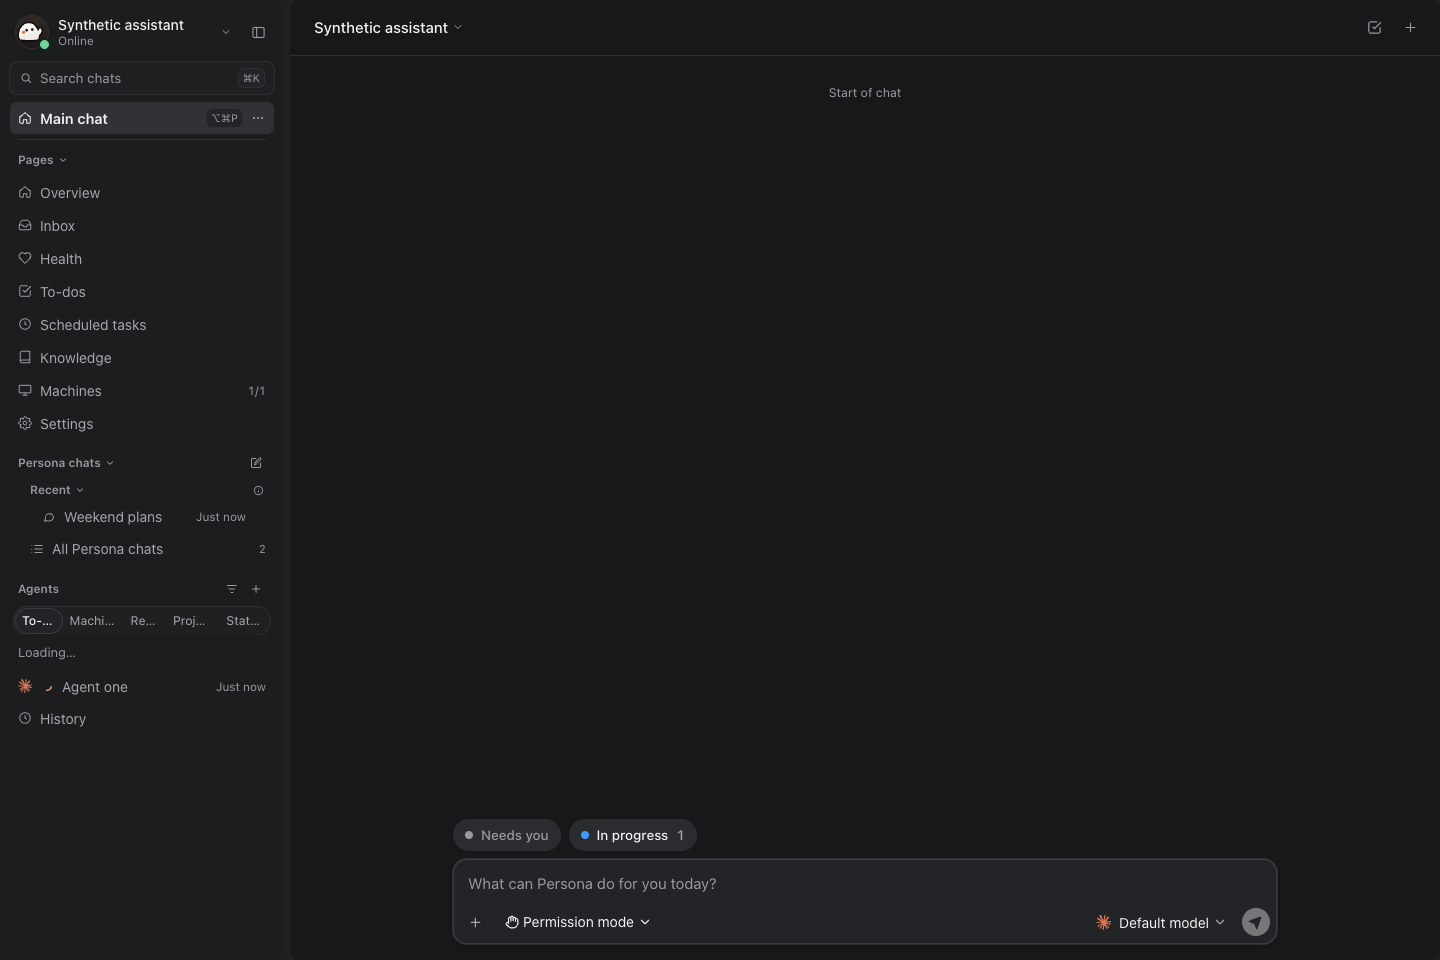 Synthetic assistant
Online
Search chats ⌘K
Main chat ⌥⌘P
Pages
Overview
Inbox
Health
To-dos
Scheduled tasks
Knowledge
Machines 1/1
Settings
Persona chats
Recent
Weekend plans Just now
All Persona chats 2
Agents
To-... Machi... Re... Proj... Stat...
Loading...
Agent one Just now
History
Synthetic assistant
Start of chat
Needs you In progress 1
What can Persona do for you today?
Permission mode Default model